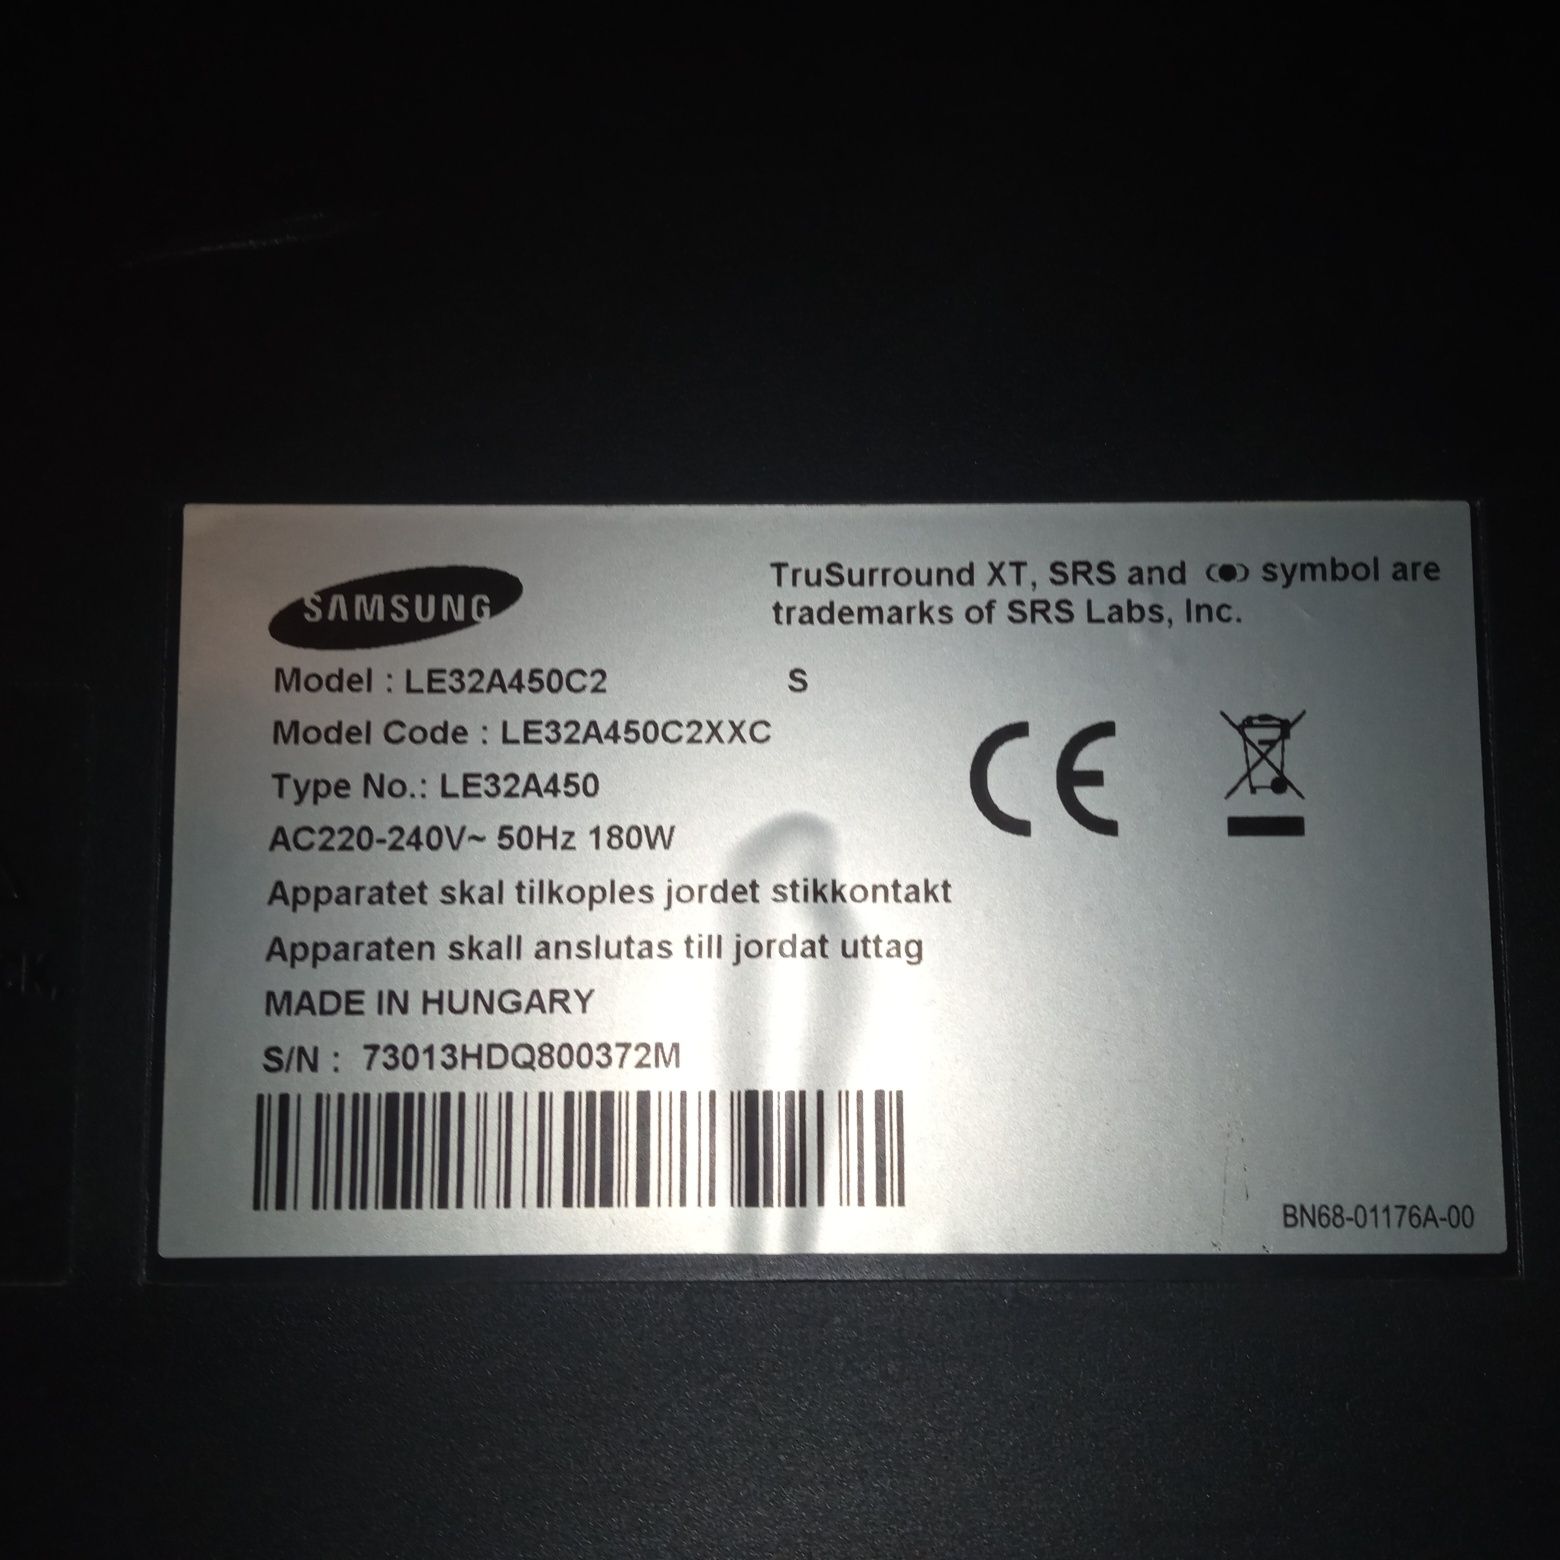 SAMSUNG
TruSurround XT, SRS and (●) symbol are
trademarks of SRS Labs, Inc.
Model : LE32A450C2 S
Model Code : LE32A450C2XXC
Type No.: LE32A450
AC220-240V~ 50Hz 180W
Apparatet skal tilkoples jordet stikkontakt
Apparaten skall anslutas till jordat uttag
MADE IN HUNGARY
S/N : 73013HDQ800372M
CE
BN68-01176A-00